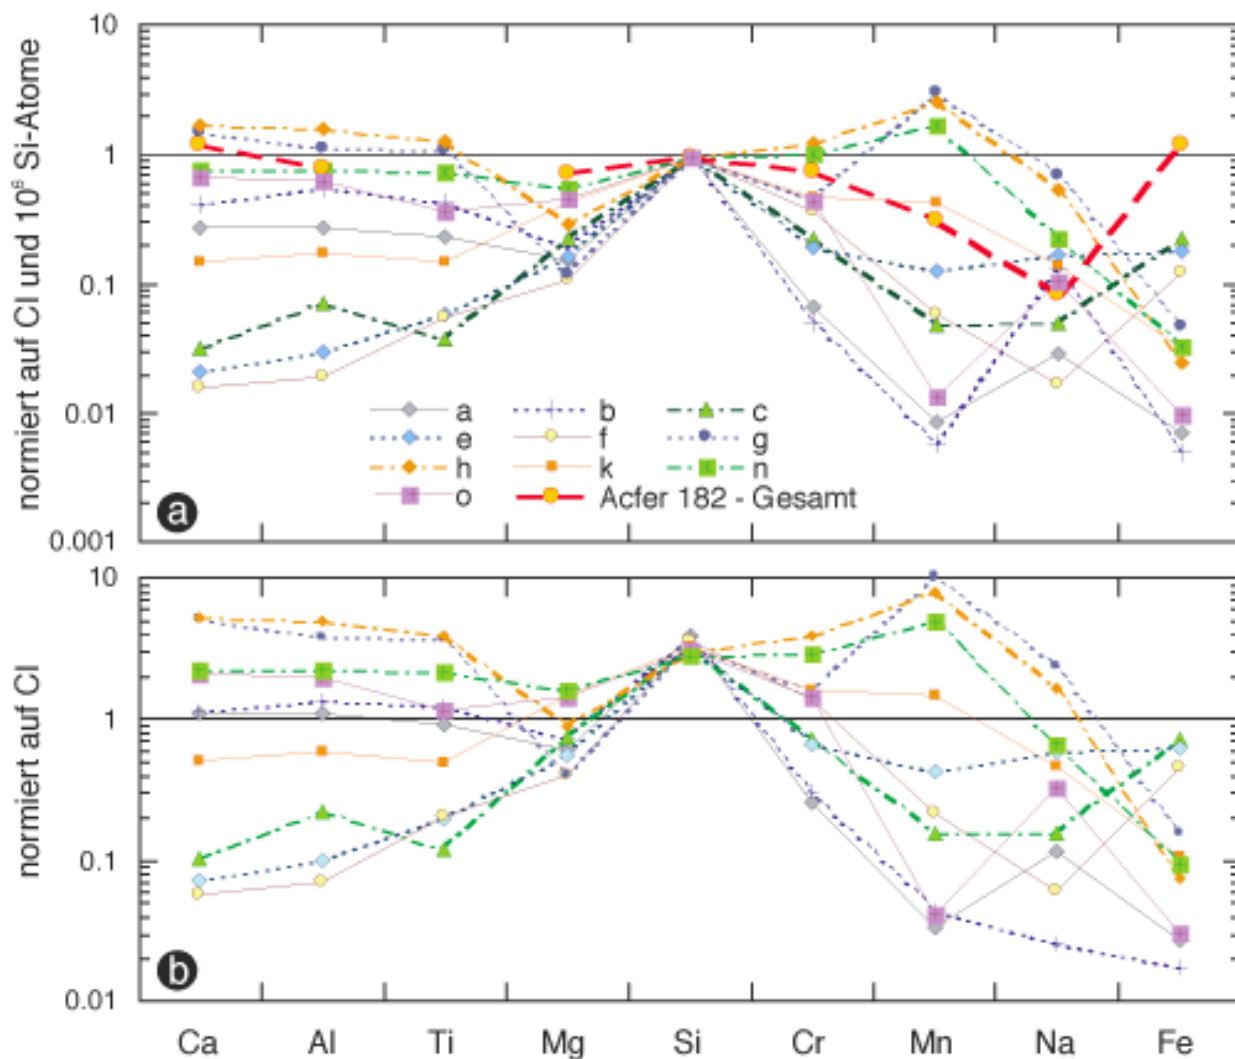 10
1
0.1
0.01
0.001
normiert auf CI und 10⁶ Si-Atome
a b c
e f g
h k n
o Acfer 182 - Gesamt
a
10
1
0.1
0.01
normiert auf CI
b
Ca Al Ti Mg Si Cr Mn Na Fe